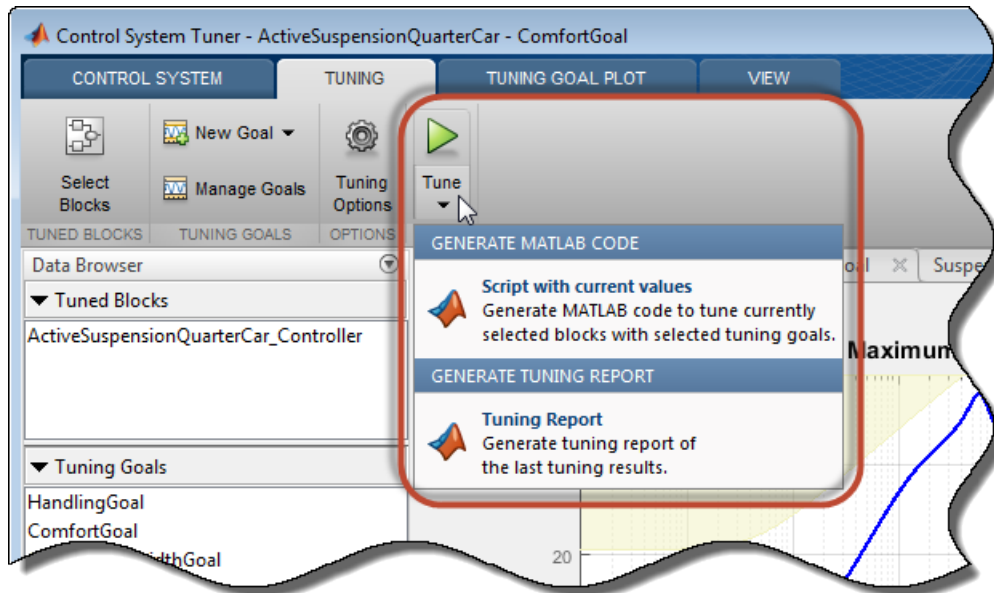 Control System Tuner - ActiveSuspensionQuarterCar - ComfortGoal
CONTROL SYSTEM
TUNING
TUNING GOAL PLOT
VIEW
Select
Blocks
New Goal
Manage Goals
Tuning
Options
Tune
TUNED BLOCKS
TUNING GOALS
OPTIONS
GENERATE MATLAB CODE
Script with current values
Generate MATLAB code to tune currently
selected blocks with selected tuning goals.
GENERATE TUNING REPORT
Tuning Report
Generate tuning report of
the last tuning results.
Data Browser
Tuned Blocks
ActiveSuspensionQuarterCar_Controller
Tuning Goals
HandlingGoal
ComfortGoal
Maximum
20